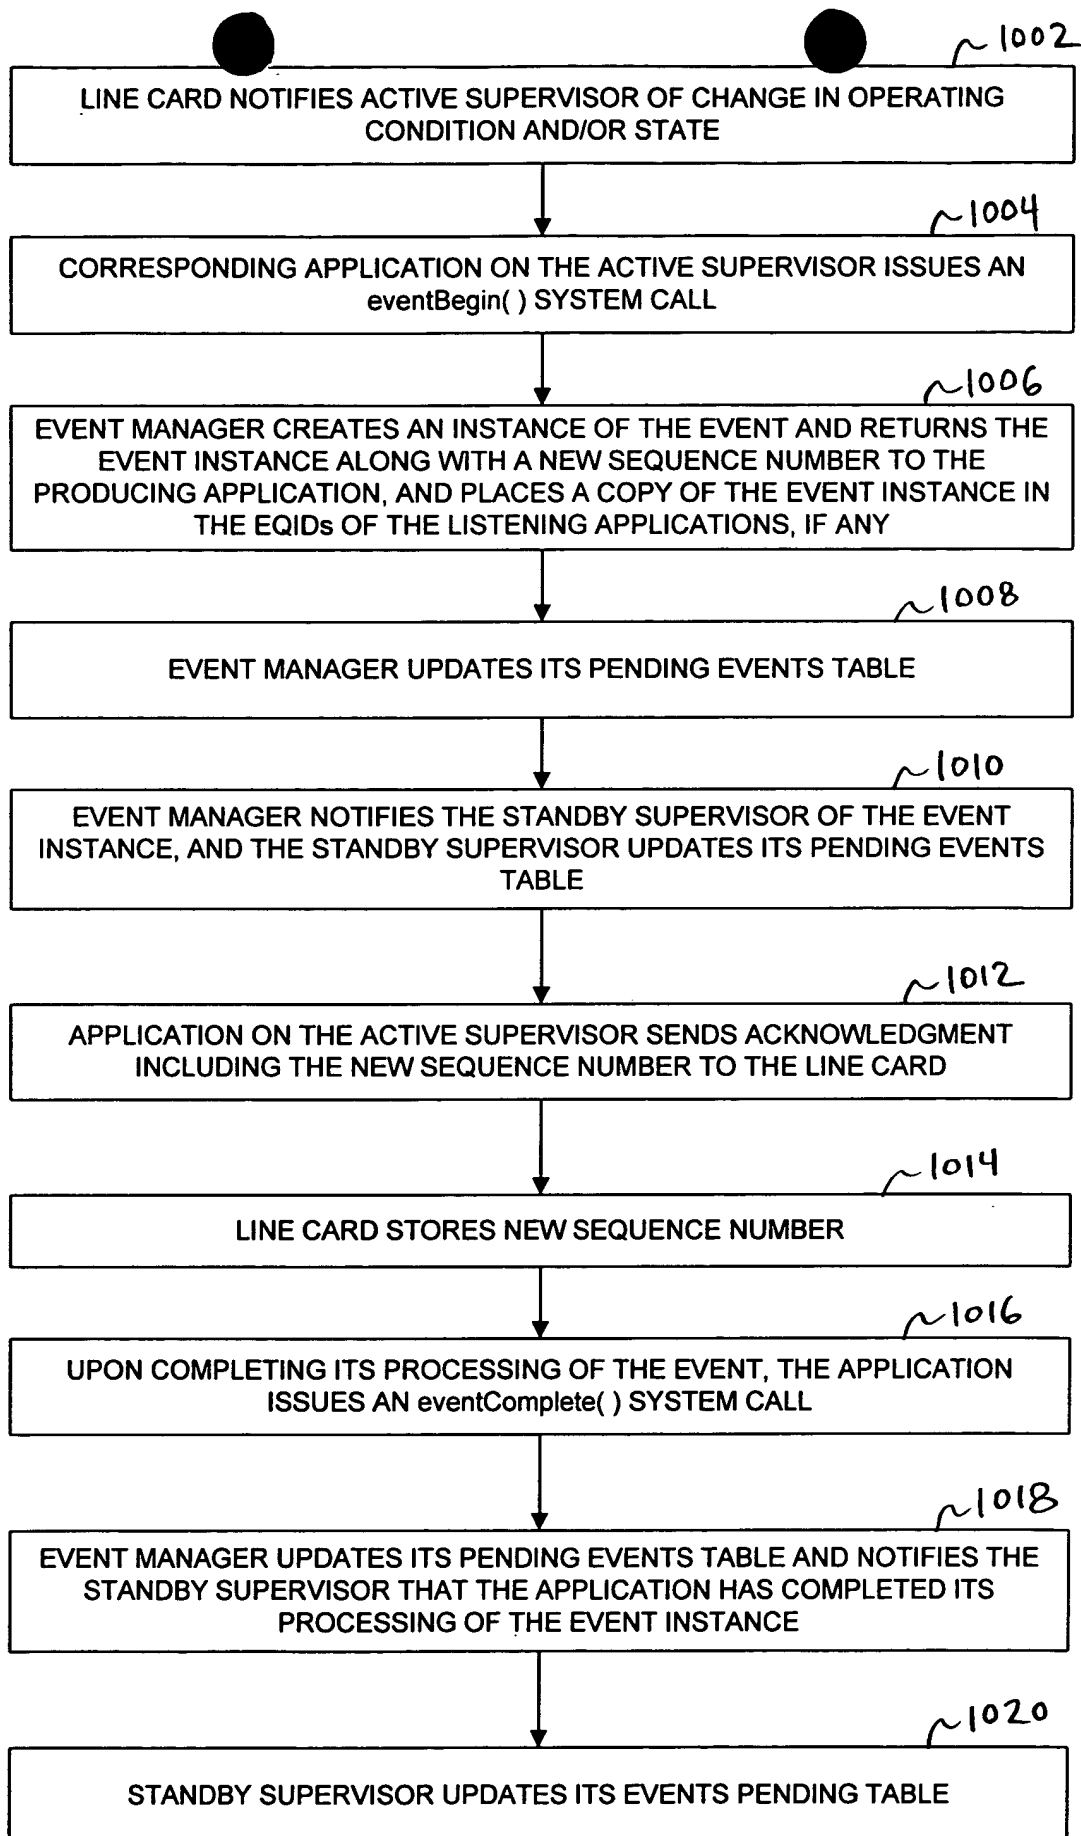 1002
LINE CARD NOTIFIES ACTIVE SUPERVISOR OF CHANGE IN OPERATING
CONDITION AND/OR STATE
1004
CORRESPONDING APPLICATION ON THE ACTIVE SUPERVISOR ISSUES AN
eventBegin( ) SYSTEM CALL
1006
EVENT MANAGER CREATES AN INSTANCE OF THE EVENT AND RETURNS THE
EVENT INSTANCE ALONG WITH A NEW SEQUENCE NUMBER TO THE
PRODUCING APPLICATION, AND PLACES A COPY OF THE EVENT INSTANCE IN
THE EQIDs OF THE LISTENING APPLICATIONS, IF ANY
1008
EVENT MANAGER UPDATES ITS PENDING EVENTS TABLE
1010
EVENT MANAGER NOTIFIES THE STANDBY SUPERVISOR OF THE EVENT
INSTANCE, AND THE STANDBY SUPERVISOR UPDATES ITS PENDING EVENTS
TABLE
1012
APPLICATION ON THE ACTIVE SUPERVISOR SENDS ACKNOWLEDGMENT
INCLUDING THE NEW SEQUENCE NUMBER TO THE LINE CARD
1014
LINE CARD STORES NEW SEQUENCE NUMBER
1016
UPON COMPLETING ITS PROCESSING OF THE EVENT, THE APPLICATION
ISSUES AN eventComplete( ) SYSTEM CALL
1018
EVENT MANAGER UPDATES ITS PENDING EVENTS TABLE AND NOTIFIES THE
STANDBY SUPERVISOR THAT THE APPLICATION HAS COMPLETED ITS
PROCESSING OF THE EVENT INSTANCE
1020
STANDBY SUPERVISOR UPDATES ITS EVENTS PENDING TABLE